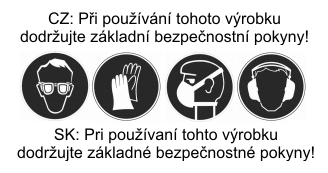 CZ: Při používání tohoto výrobku
dodržujte základní bezpečnostní pokyny!
SK: Pri používaní tohto výrobku
dodržujte základné bezpečnostné pokyny!